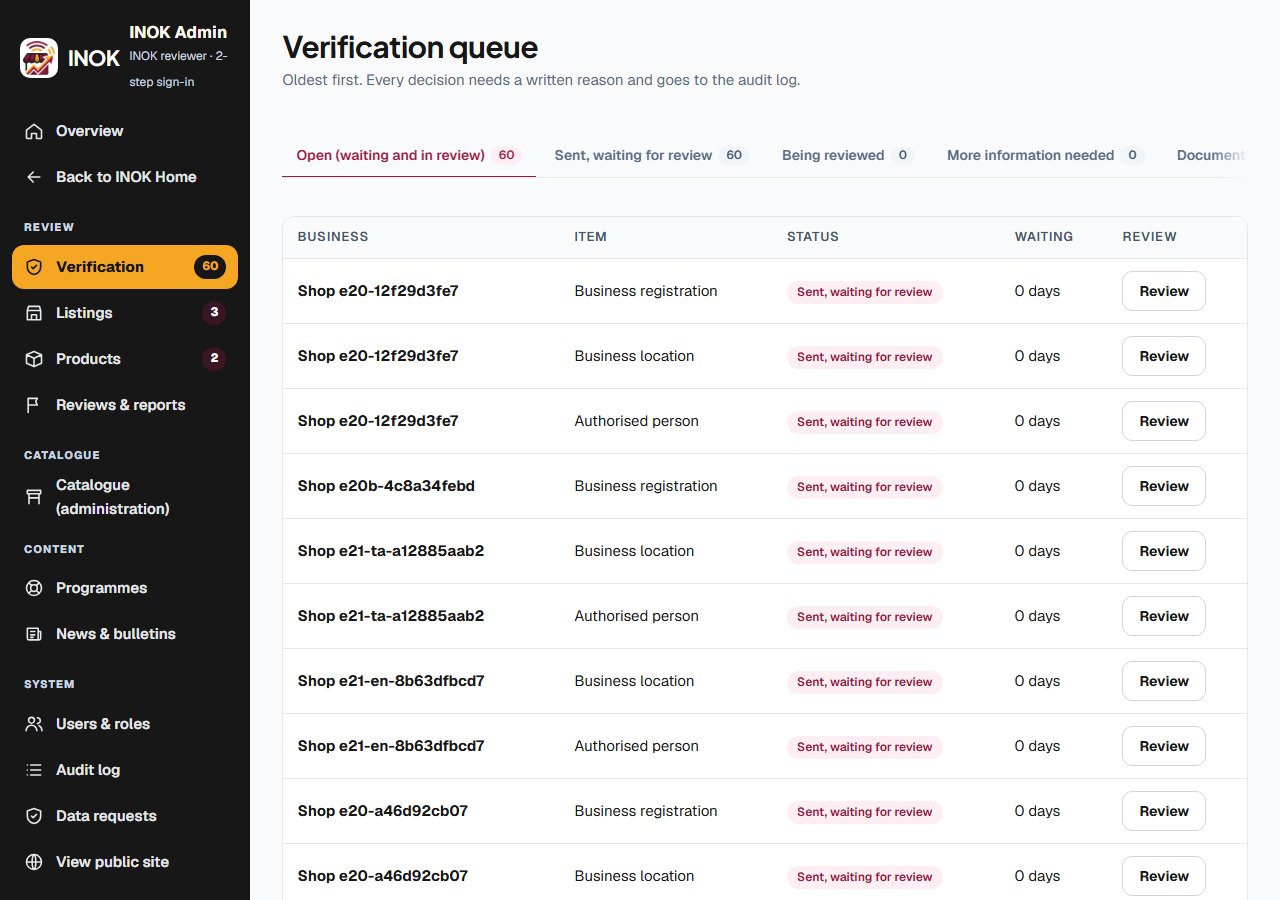 INOK
INOK Admin
INOK reviewer · 2-
step sign-in
Overview
Back to INOK Home
REVIEW
Verification 60
Listings 3
Products 2
Reviews & reports
CATALOGUE
Catalogue
(administration)
CONTENT
Programmes
News & bulletins
SYSTEM
Users & roles
Audit log
Data requests
View public site
Verification queue
Oldest first. Every decision needs a written reason and goes to the audit log.
Open (waiting and in review) 60 Sent, waiting for review 60 Being reviewed 0 More information needed 0 Document
BUSINESS ITEM STATUS WAITING REVIEW
Shop e20-12f29d3fe7 Business registration Sent, waiting for review 0 days Review
Shop e20-12f29d3fe7 Business location Sent, waiting for review 0 days Review
Shop e20-12f29d3fe7 Authorised person Sent, waiting for review 0 days Review
Shop e20b-4c8a34febd Business registration Sent, waiting for review 0 days Review
Shop e21-ta-a12885aab2 Business location Sent, waiting for review 0 days Review
Shop e21-ta-a12885aab2 Authorised person Sent, waiting for review 0 days Review
Shop e21-en-8b63dfbcd7 Business location Sent, waiting for review 0 days Review
Shop e21-en-8b63dfbcd7 Authorised person Sent, waiting for review 0 days Review
Shop e20-a46d92cb07 Business registration Sent, waiting for review 0 days Review
Shop e20-a46d92cb07 Business location Sent, waiting for review 0 days Review